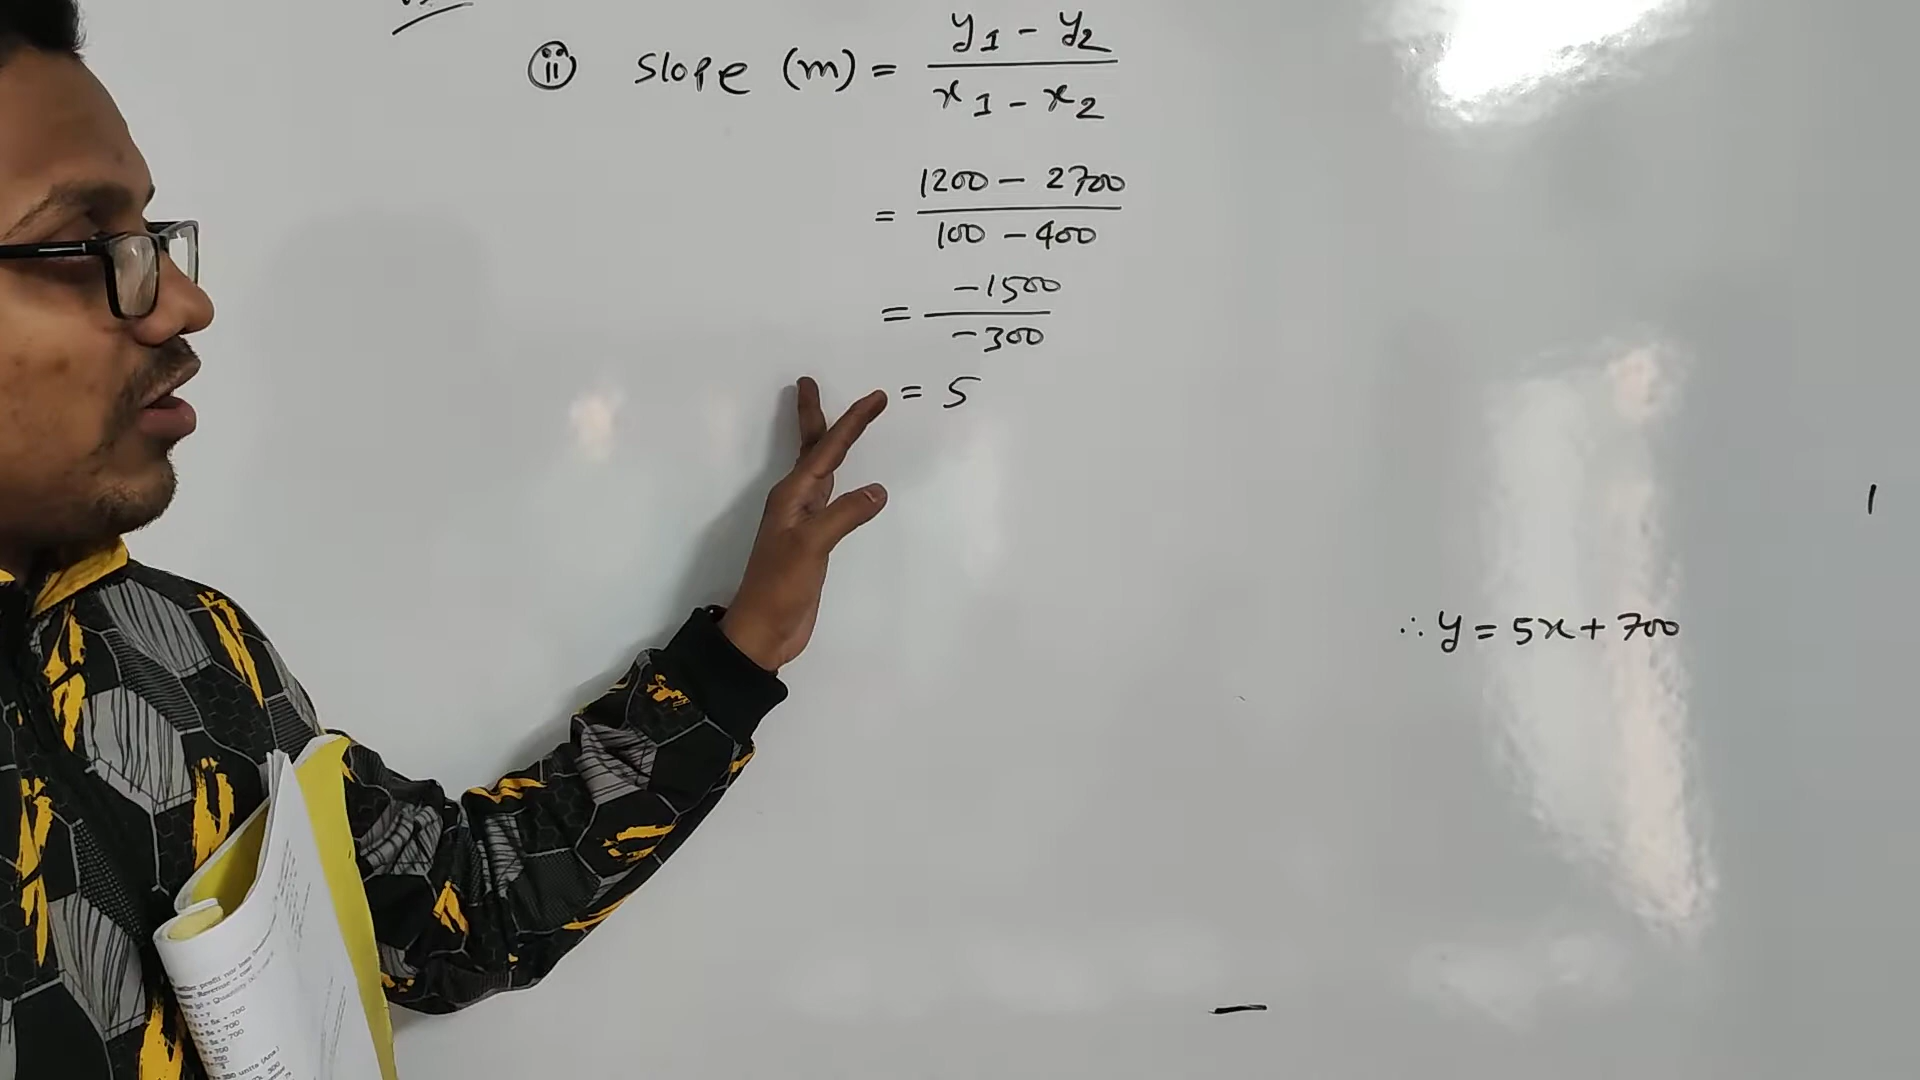 ii Slope (m) = y1 - y2 / x1 - x2
= 1200 - 2700 / 100 - 400
= -1500 / -300
= 5
∴ y = 5x + 700